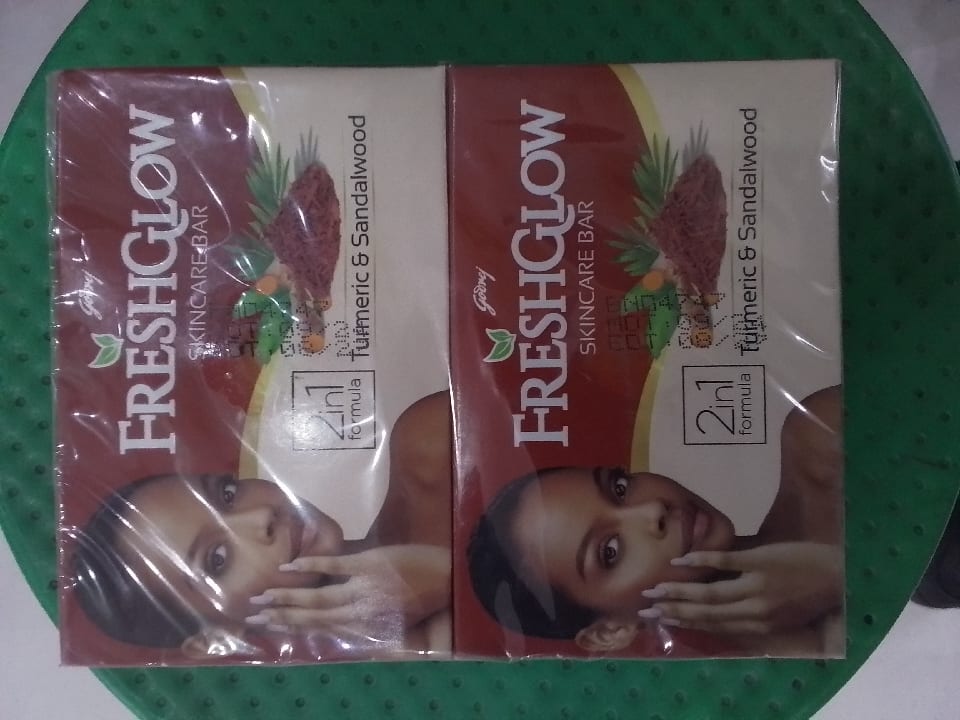 Godrej
FRESHGLOW
SKINCARE BAR
Turmeric & Sandalwood
2in1
formula
Godrej
FRESHGLOW
SKINCARE BAR
Turmeric & Sandalwood
2in1
formula